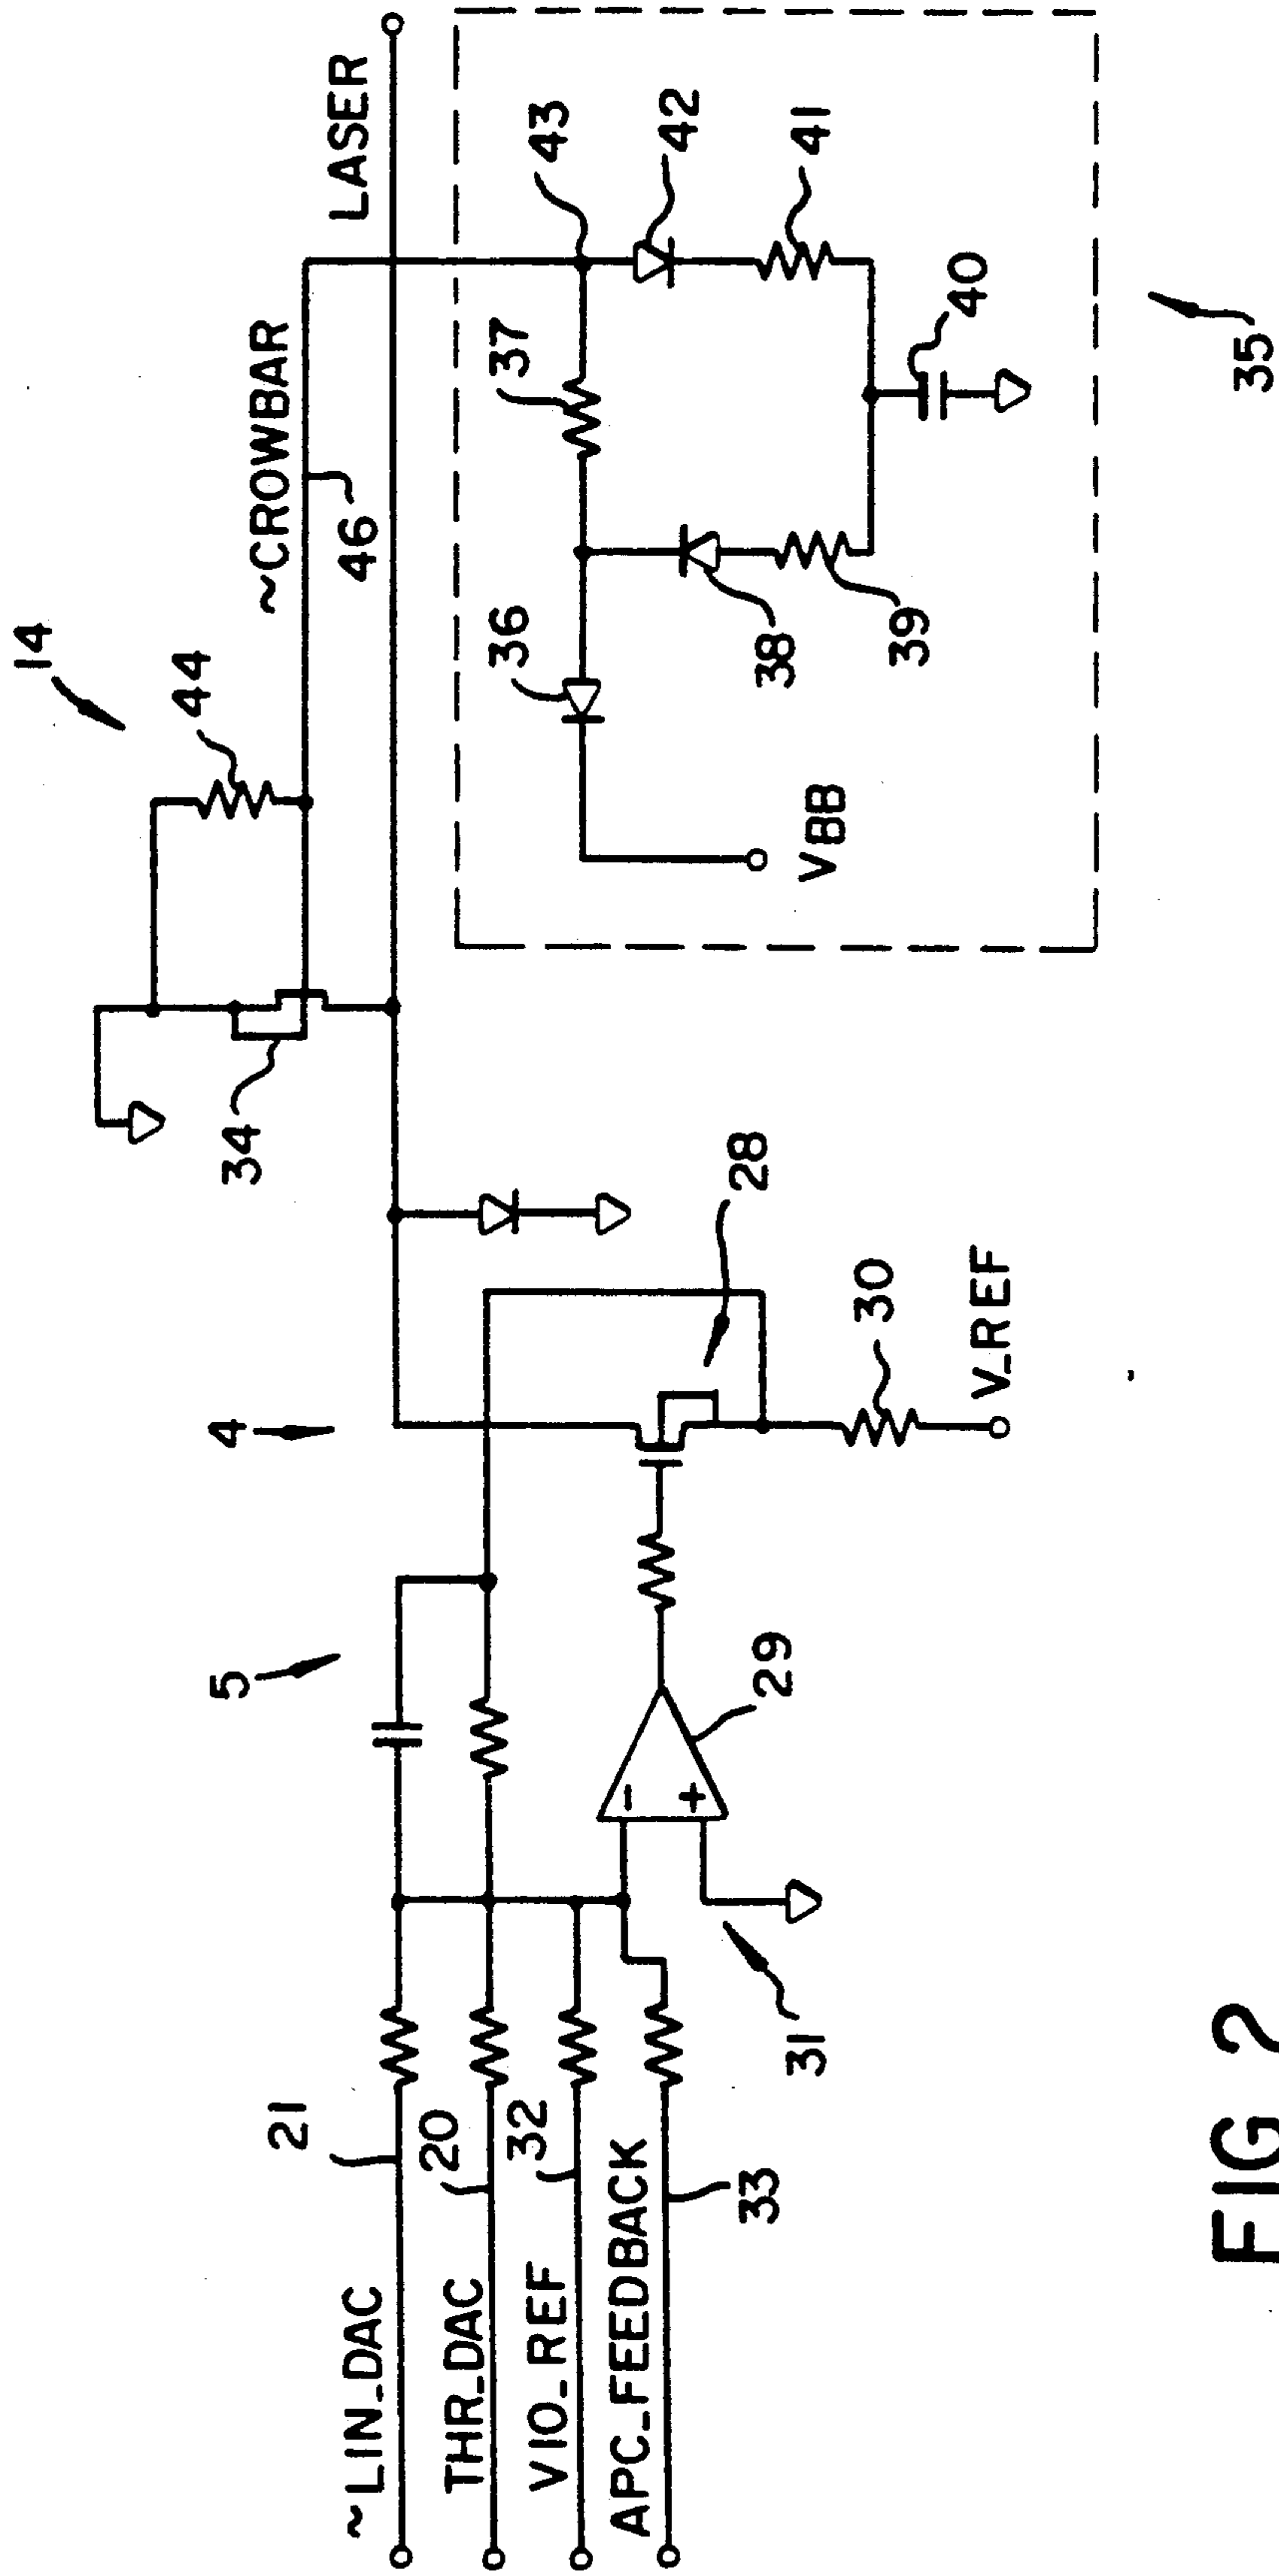 14
44
~CROWBAR
46
LASER
34
36
37
43
42
41
38
39
40
VBB
35
4
5
28
30
V_REF
29
31
21
~LIN_DAC
20
THR_DAC
32
V10_REF
APC_FEEDBACK
33
-
+
FIG 2